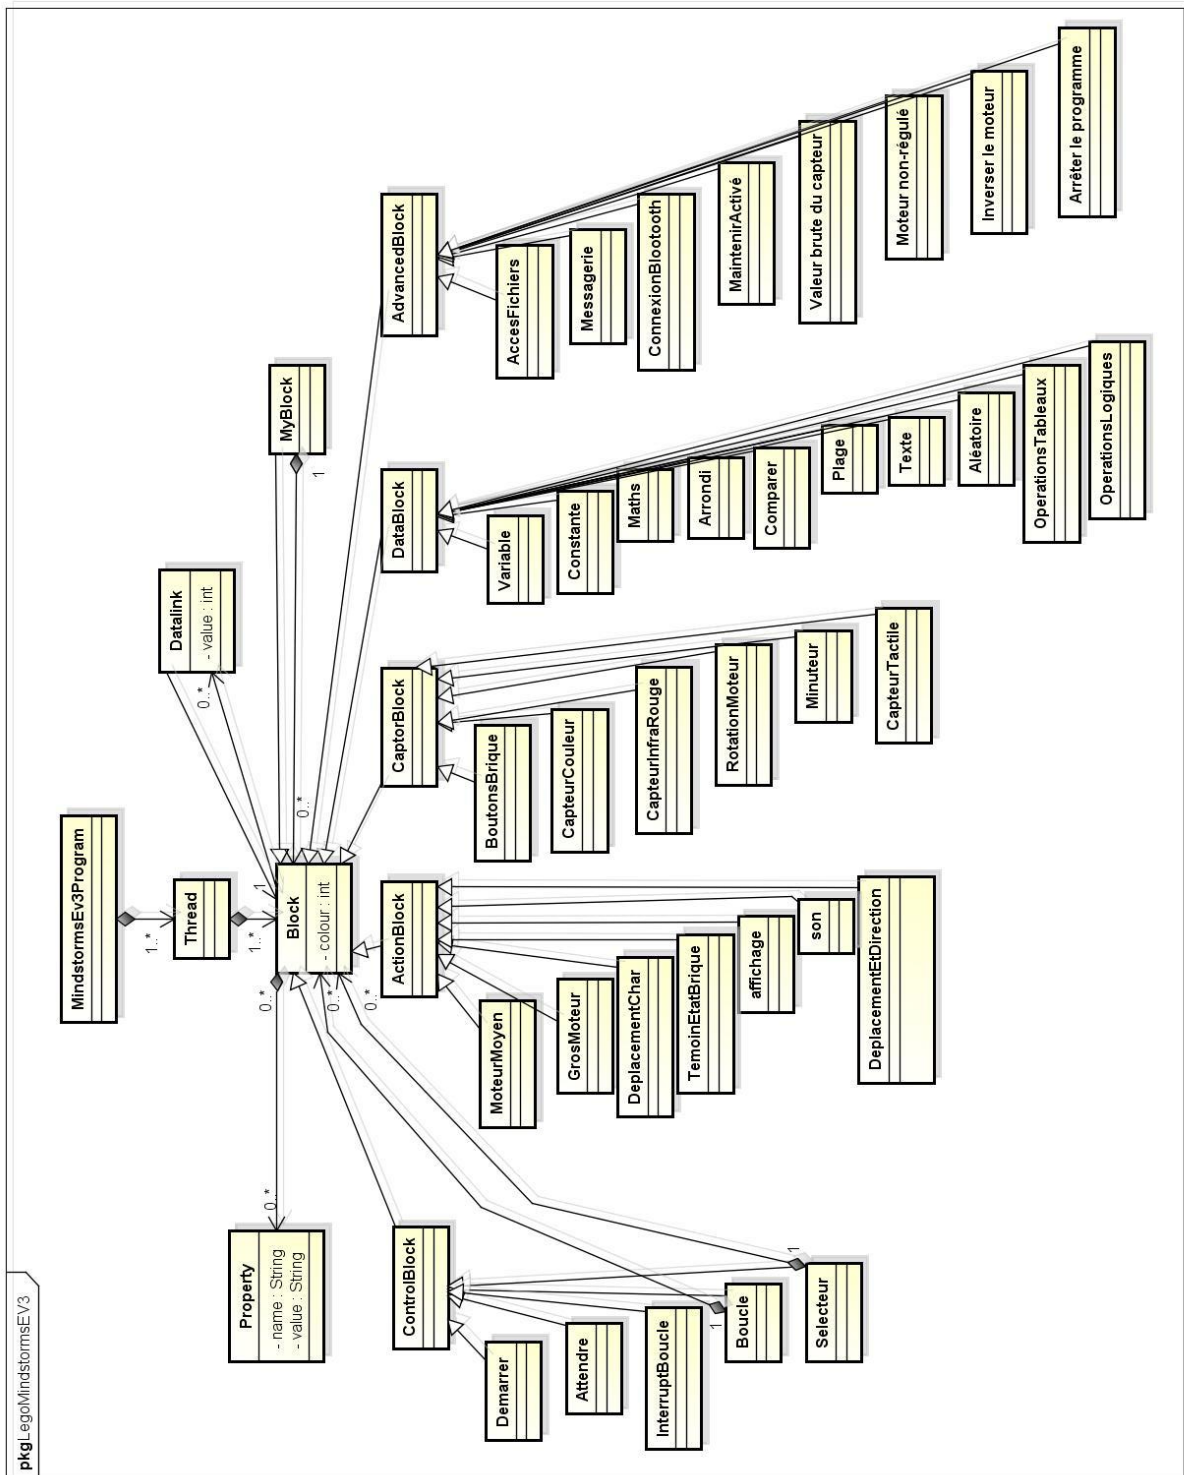 pkg LegoMindstormsEV3
MindstormsEv3Program
1..*
Thread
1..*
Datalink
- value : int
0..*
1
Property
- name : String
- value : String
0..*
0..*
Block
- colour : int
0..*
0..*
0..*
MyBlock
1
ControlBlock
ActionBlock
CaptorBlock
DataBlock
AdvancedBlock
Demarrer
Attendre
InterruptBoucle
Boucle
1
Selecteur
1
MoteurMoyen
GrosMoteur
DeplacementChar
TemoinEtatBrique
affichage
son
DeplacementEtDirection
BoutonsBrique
CapteurCouleur
CapteurInfraRouge
RotationMoteur
Minuteur
CapteurTactile
Variable
Constante
Maths
Arrondi
Comparer
Plage
Texte
Aléatoire
OperationsTableaux
OperationsLogiques
AccesFichiers
Messagerie
ConnexionBlootooth
MaintenirActivé
Valeur brute du capteur
Moteur non-régulé
Inverser le moteur
Arrêter le programme